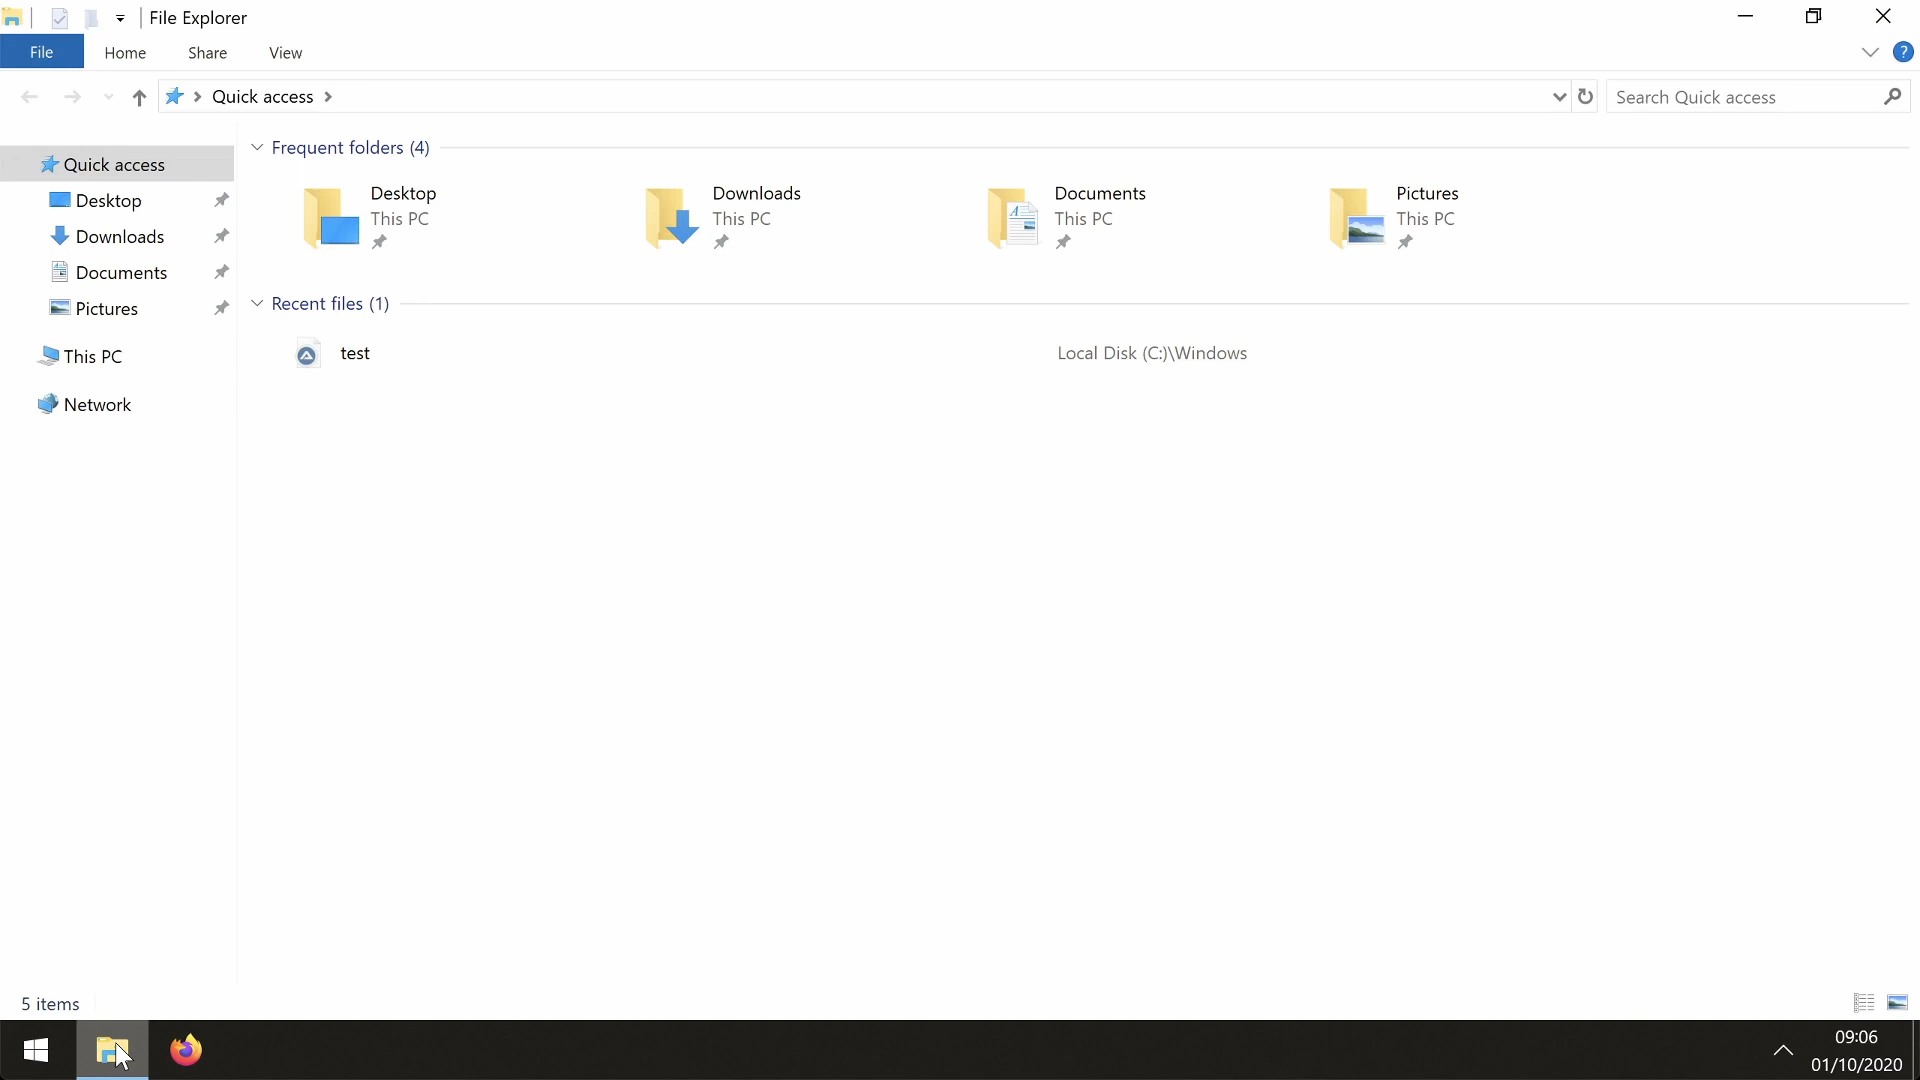 File Explorer
File Home Share View
Quick access
Search Quick access
Quick access
Desktop
Downloads
Documents
Pictures
This PC
Network
Frequent folders (4)
Desktop
This PC
Downloads
This PC
Documents
This PC
Pictures
This PC
Recent files (1)
test Local Disk (C:)\Windows
5 items
09:06
01/10/2020